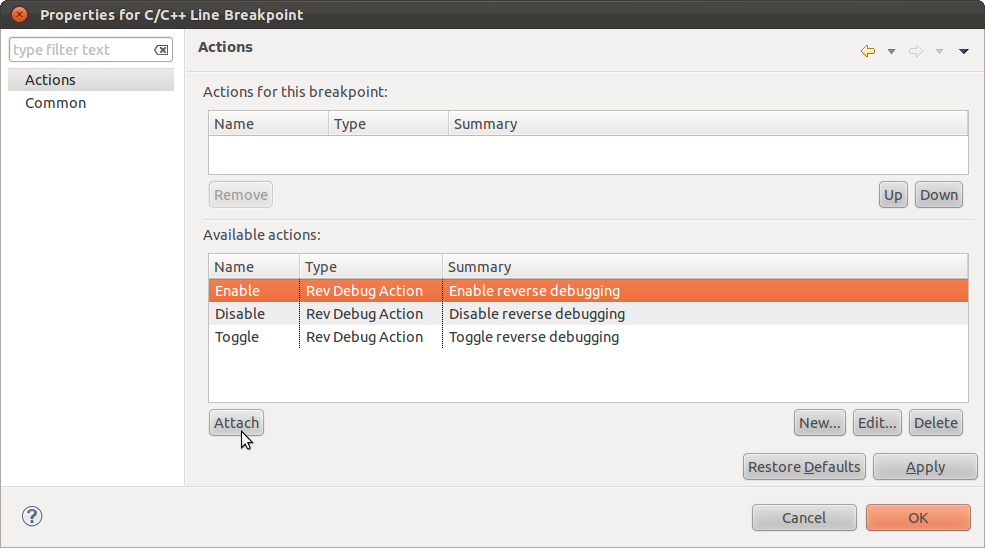 Properties for C/C++ Line Breakpoint
type filter text
Actions
Common
Actions
Actions for this breakpoint:
Name Type Summary
Remove Up Down
Available actions:
Name Type Summary
Enable Rev Debug Action Enable reverse debugging
Disable Rev Debug Action Disable reverse debugging
Toggle Rev Debug Action Toggle reverse debugging
Attach New... Edit... Delete
Restore Defaults Apply
? Cancel OK